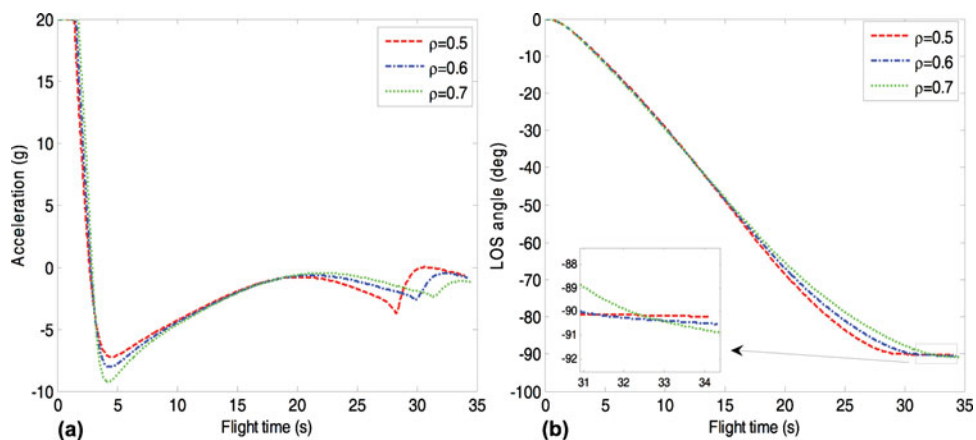 20
15
10
5
0
-5
-10
0 5 10 15 20 25 30 35
Acceleration (g)
Flight time (s)
(a)
ρ=0.5
ρ=0.6
ρ=0.7
0
-10
-20
-30
-40
-50
-60
-70
-80
-90
-100
0 5 10 15 20 25 30 35
LOS angle (deg)
Flight time (s)
(b)
ρ=0.5
ρ=0.6
ρ=0.7
-88
-89
-90
-91
-92
31 32 33 34